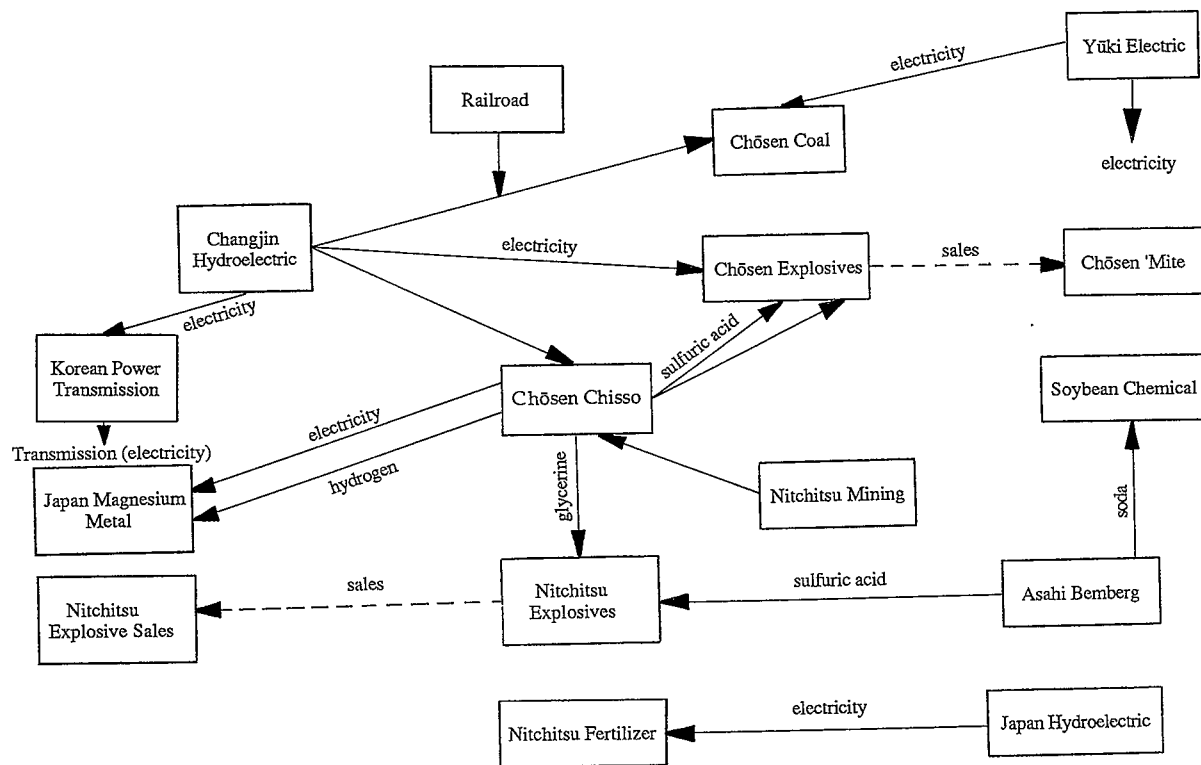 Yūki Electric
electricity
Railroad
Chōsen Coal
electricity
Changjin
Hydroelectric
electricity
Chōsen Explosives
sales
Chōsen 'Mite
electricity
Korean Power
Transmission
sulfuric acid
Chōsen Chisso
Soybean Chemical
Transmission (electricity)
electricity
hydrogen
Japan Magnesium
Metal
glycerine
Nitchitsu Mining
soda
Nitchitsu
Explosive Sales
sales
Nitchitsu
Explosives
sulfuric acid
Asahi Bemberg
Nitchitsu Fertilizer
electricity
Japan Hydroelectric